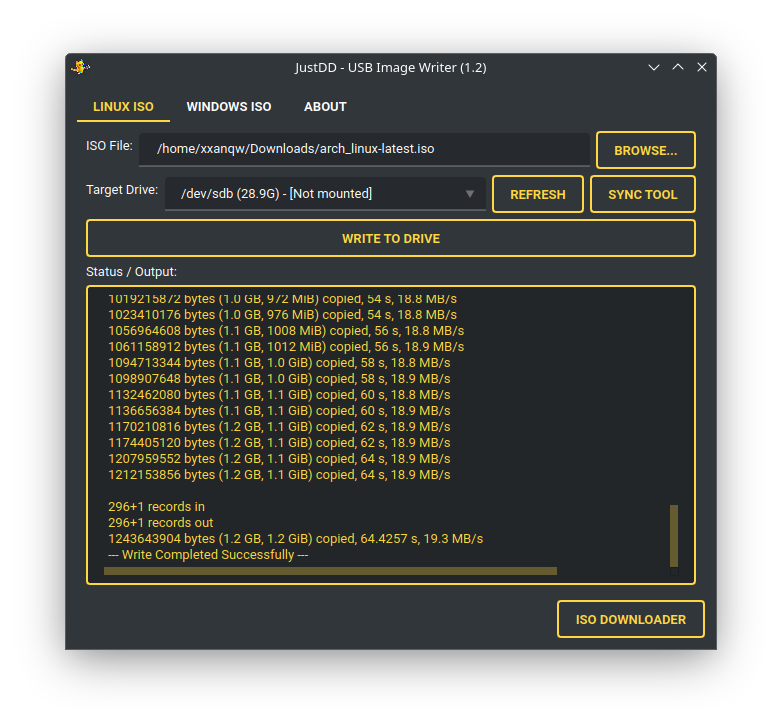 JustDD - USB Image Writer (1.2)
LINUX ISO WINDOWS ISO ABOUT
ISO File: /home/xxanqw/Downloads/arch_linux-latest.iso BROWSE...
Target Drive: /dev/sdb (28.9G) - [Not mounted] REFRESH SYNC TOOL
WRITE TO DRIVE
Status / Output:
1019215872 bytes (1.0 GB, 972 MiB) copied, 54 s, 18.8 MB/s
1023410176 bytes (1.0 GB, 976 MiB) copied, 54 s, 18.8 MB/s
1056964608 bytes (1.1 GB, 1008 MiB) copied, 56 s, 18.8 MB/s
1061158912 bytes (1.1 GB, 1012 MiB) copied, 56 s, 18.9 MB/s
1094713344 bytes (1.1 GB, 1.0 GiB) copied, 58 s, 18.8 MB/s
1098907648 bytes (1.1 GB, 1.0 GiB) copied, 58 s, 18.9 MB/s
1132462080 bytes (1.1 GB, 1.1 GiB) copied, 60 s, 18.8 MB/s
1136656384 bytes (1.1 GB, 1.1 GiB) copied, 60 s, 18.9 MB/s
1170210816 bytes (1.2 GB, 1.1 GiB) copied, 62 s, 18.9 MB/s
1174405120 bytes (1.2 GB, 1.1 GiB) copied, 62 s, 18.9 MB/s
1207959552 bytes (1.2 GB, 1.1 GiB) copied, 64 s, 18.9 MB/s
1212153856 bytes (1.2 GB, 1.1 GiB) copied, 64 s, 18.9 MB/s
296+1 records in
296+1 records out
1243643904 bytes (1.2 GB, 1.2 GiB) copied, 64.4257 s, 19.3 MB/s
--- Write Completed Successfully ---
ISO DOWNLOADER